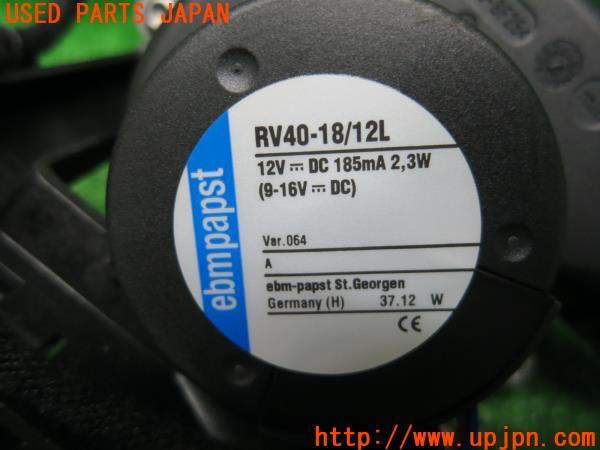 USED PARTS JAPAN
ebmpapst
RV40-18/12L
12V ⎓ DC 185mA 2,3W
(9-16V ⎓ DC)
Var.064
A
ebm-papst St.Georgen
Germany (H) 37.12 W
CE
http://www.upjpn.com/